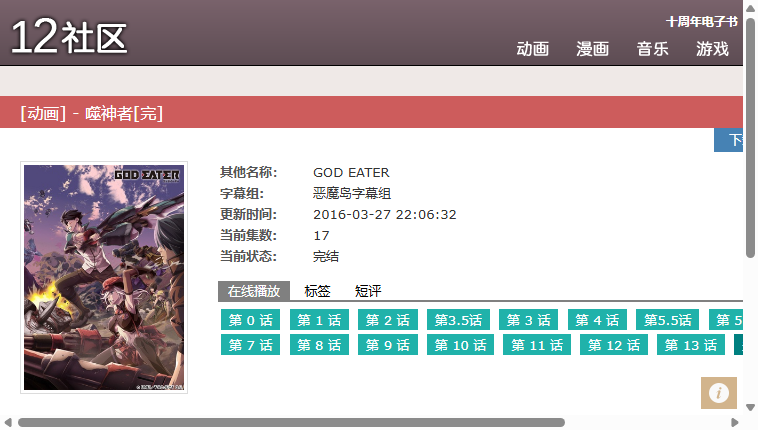 12社区
十周年电子书
动画 漫画 音乐 游戏
[动画] - 噬神者[完]
GOD EATER
其他名称: GOD EATER
字幕组: 恶魔岛字幕组
更新时间: 2016-03-27 22:06:32
当前集数: 17
当前状态: 完结
在线播放 标签 短评
第 0 话 第 1 话 第 2 话 第3.5话 第 3 话 第 4 话 第5.5话 第 5
第 7 话 第 8 话 第 9 话 第 10 话 第 11 话 第 12 话 第 13 话